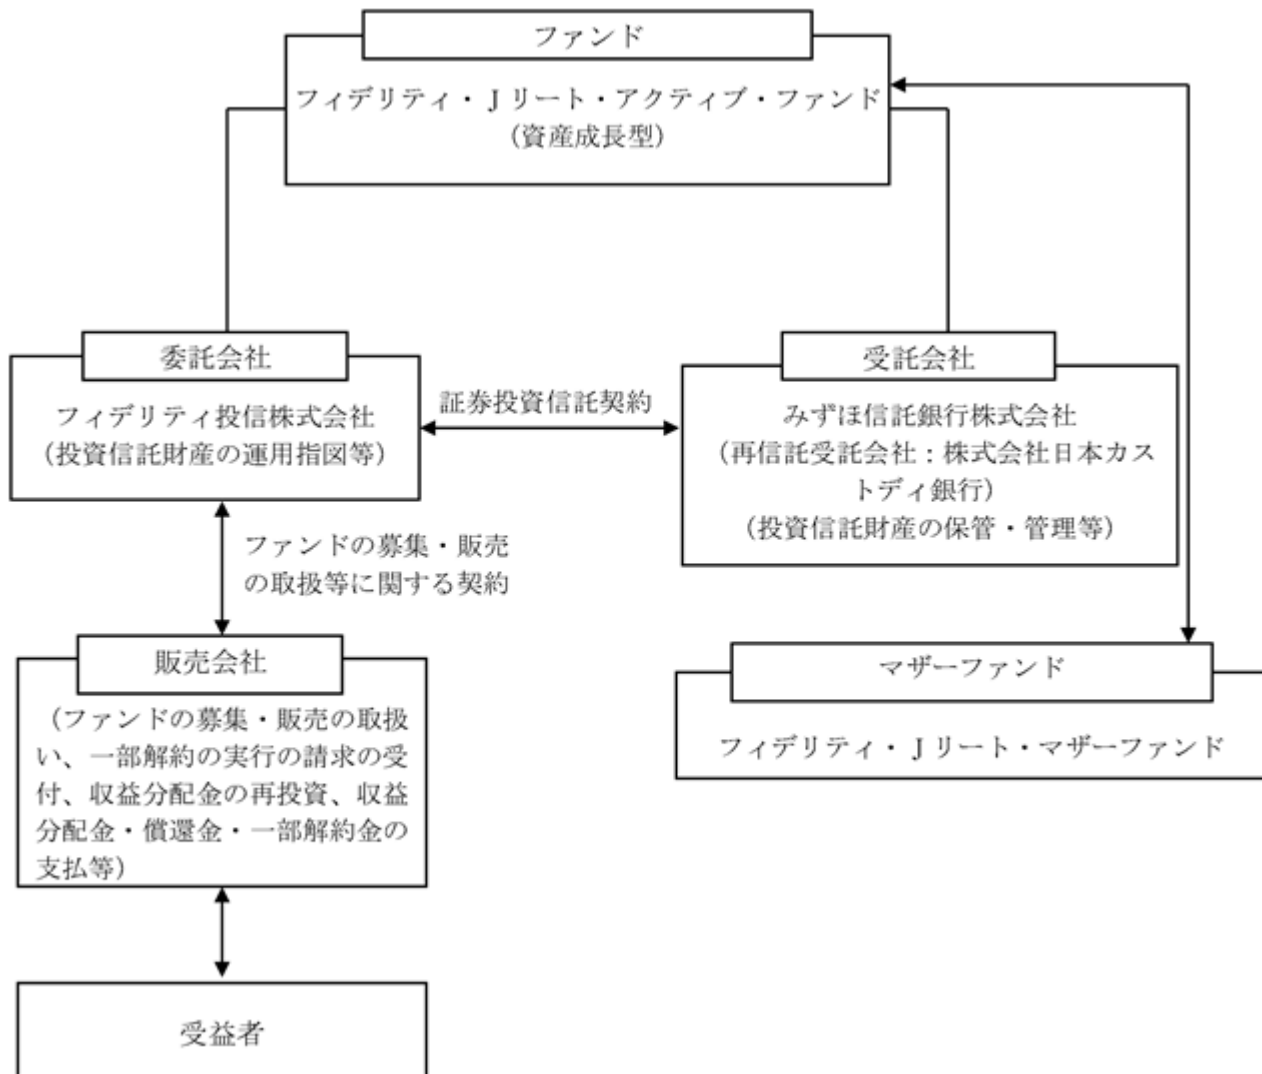 ファンド
フィデリティ・Ｊリート・アクティブ・ファンド
（資産成長型）
委託会社
フィデリティ投信株式会社
（投資信託財産の運用指図等）
証券投資信託契約
受託会社
みずほ信託銀行株式会社
（再信託受託会社：株式会社日本カス
トディ銀行）
（投資信託財産の保管・管理等）
ファンドの募集・販売
の取扱等に関する契約
販売会社
（ファンドの募集・販売の取扱
い、一部解約の実行の請求の受
付、収益分配金の再投資、収益
分配金・償還金・一部解約金の
支払等）
マザーファンド
フィデリティ・Ｊリート・マザーファンド
受益者